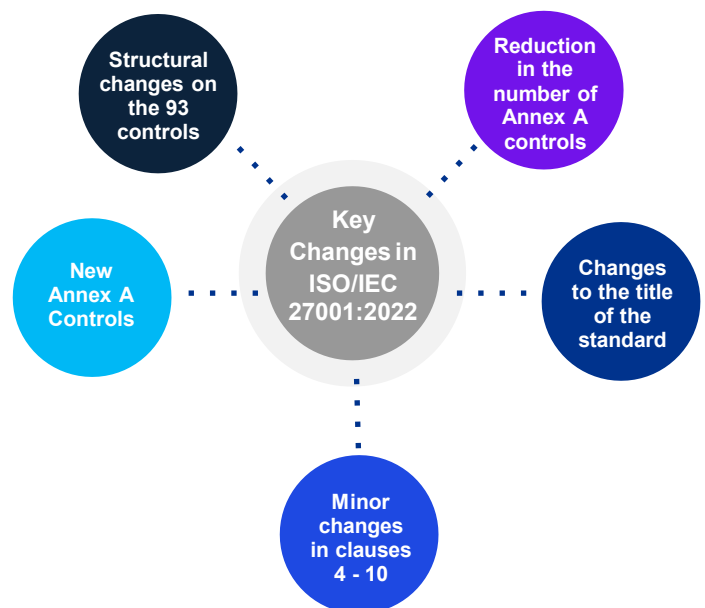 Structural
changes on
the 93
controls
Reduction
in the
number of
Annex A
controls
Key
Changes in
ISO/IEC
27001:2022
New
Annex A
Controls
Changes
to the title
of the
standard
Minor
changes
in clauses
4 - 10